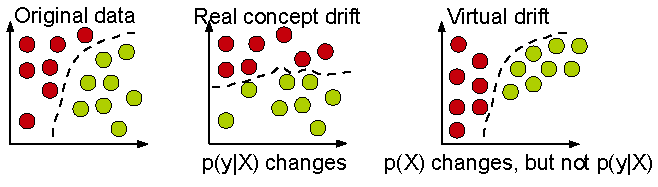 Original data
Real concept drift
Virtual drift
p(y|X) changes
p(X) changes, but not p(y|X)